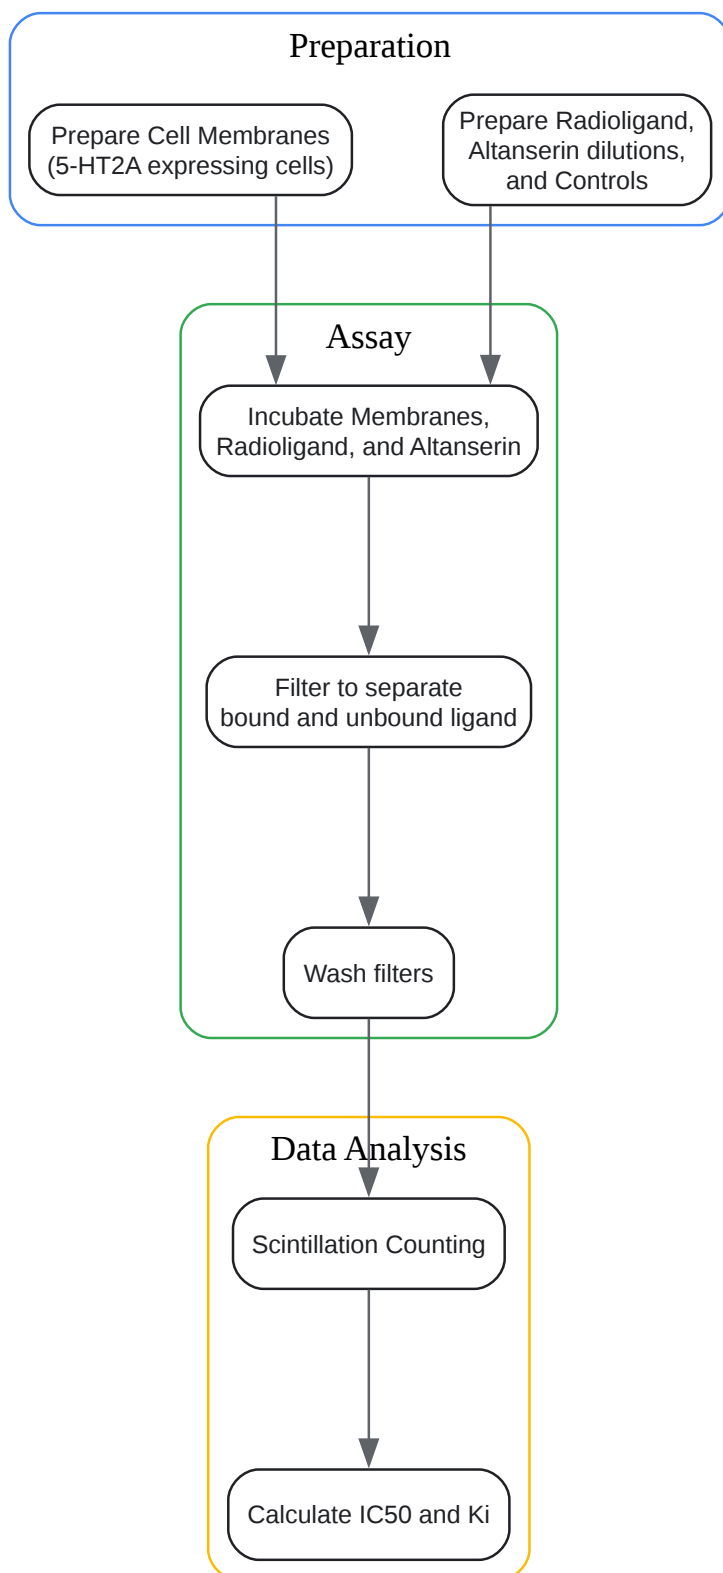 Preparation
Prepare Cell Membranes
(5-HT2A expressing cells)
Prepare Radioligand,
Altanserin dilutions,
and Controls
Assay
Incubate Membranes,
Radioligand, and Altanserin
Filter to separate
bound and unbound ligand
Wash filters
Data Analysis
Scintillation Counting
Calculate IC50 and Ki